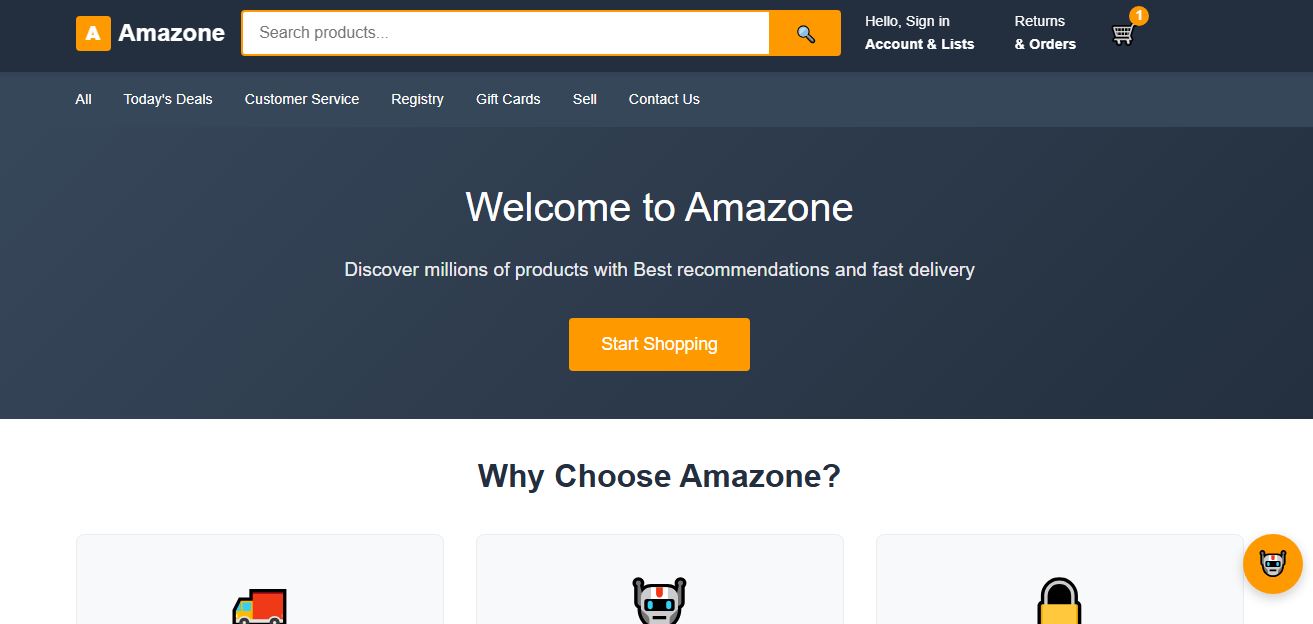 A Amazone
Search products...
Hello, Sign in
Account & Lists
Returns
& Orders
1
All Today's Deals Customer Service Registry Gift Cards Sell Contact Us
Welcome to Amazone
Discover millions of products with Best recommendations and fast delivery
Start Shopping
Why Choose Amazone?